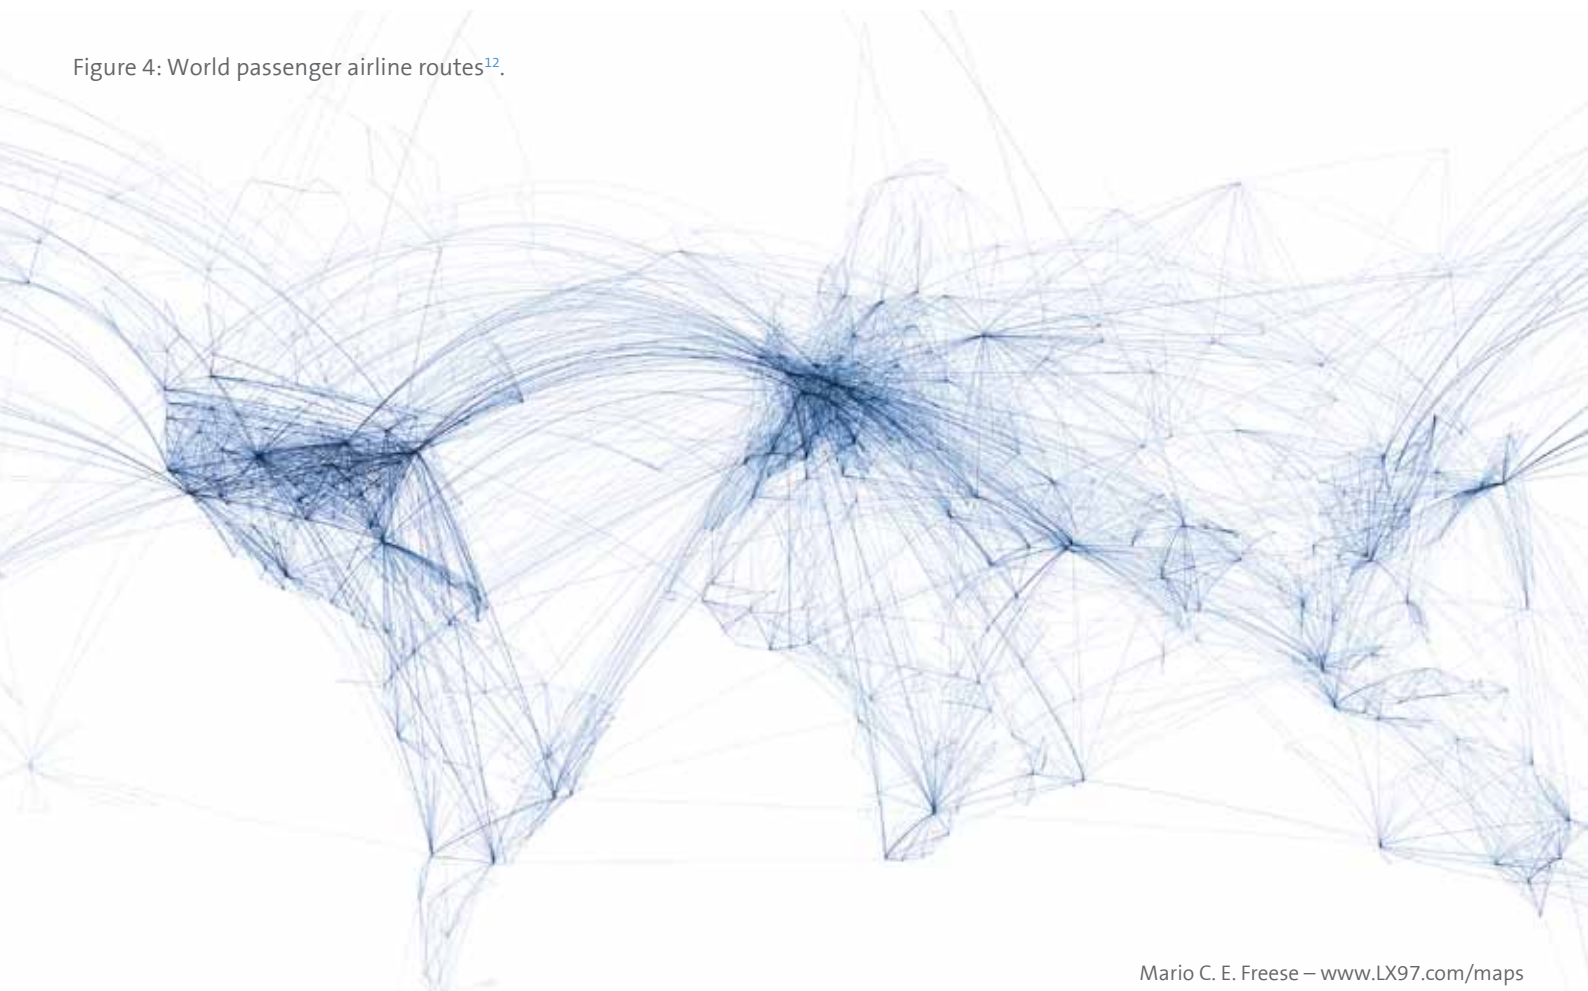 Figure 4: World passenger airline routes12.
Mario C. E. Freese – www.LX97.com/maps